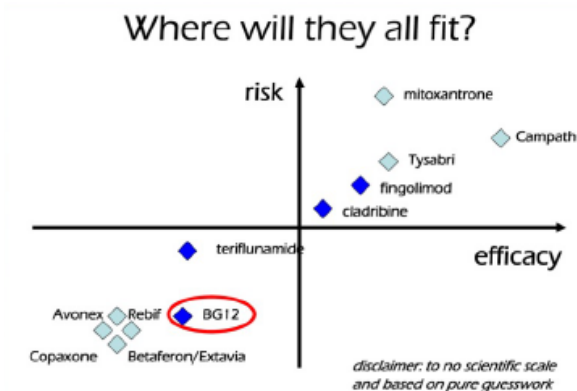 Where will they all fit?
risk
mitoxantrone
Campath
Tysabri
fingolimod
cladribine
teriflunamide
efficacy
Avonex Rebif BG12
Copaxone Betaferon/Extavia
disclaimer: to no scientific scale
and based on pure guesswork